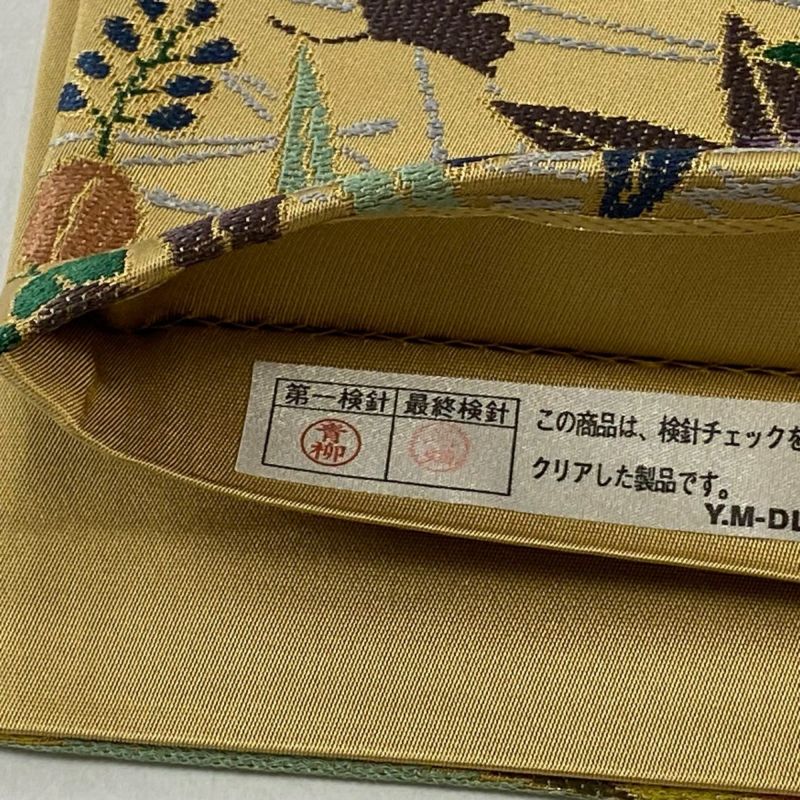 第一検針 最終検針
青柳
この商品は、検針チェックを
クリアした製品です。
Y.M-DL